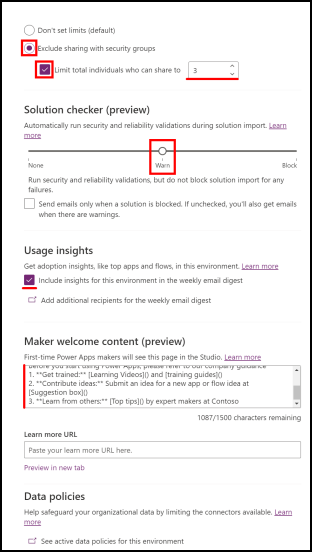 Don't set limits (default)
Exclude sharing with security groups
Limit total individuals who can share to
3
Solution checker (preview)
Automatically run security and reliability validations during solution import. Learn
more
None
Warn
Block
Run security and reliability validations, but do not block solution import for any
failures.
Send emails only when a solution is blocked. If unchecked, you'll also get emails
when there are warnings.
Usage insights
Get adoption insights, like top apps and flows, in this environment. Learn more
Include insights for this environment in the weekly email digest
Add additional recipients for the weekly email digest
Maker welcome content (preview)
First-time Power Apps makers will see this page in the Studio. Learn more
before you start using Power Apps, please refer to our company guidance
1. **Get trained:** [Learning Videos]() and [training guides]()
2. **Contribute ideas:** Submit an idea for a new app or flow idea at
[Suggestion box]()
3. **Learn from others:** [Top tips]() by expert makers at Contoso
1087/1500 characters remaining
Learn more URL
Paste your learn more URL here.
Preview in new tab
Data policies
Help safeguard your organizational data by limiting the connectors available. Learn
more
See active data policies for this environment